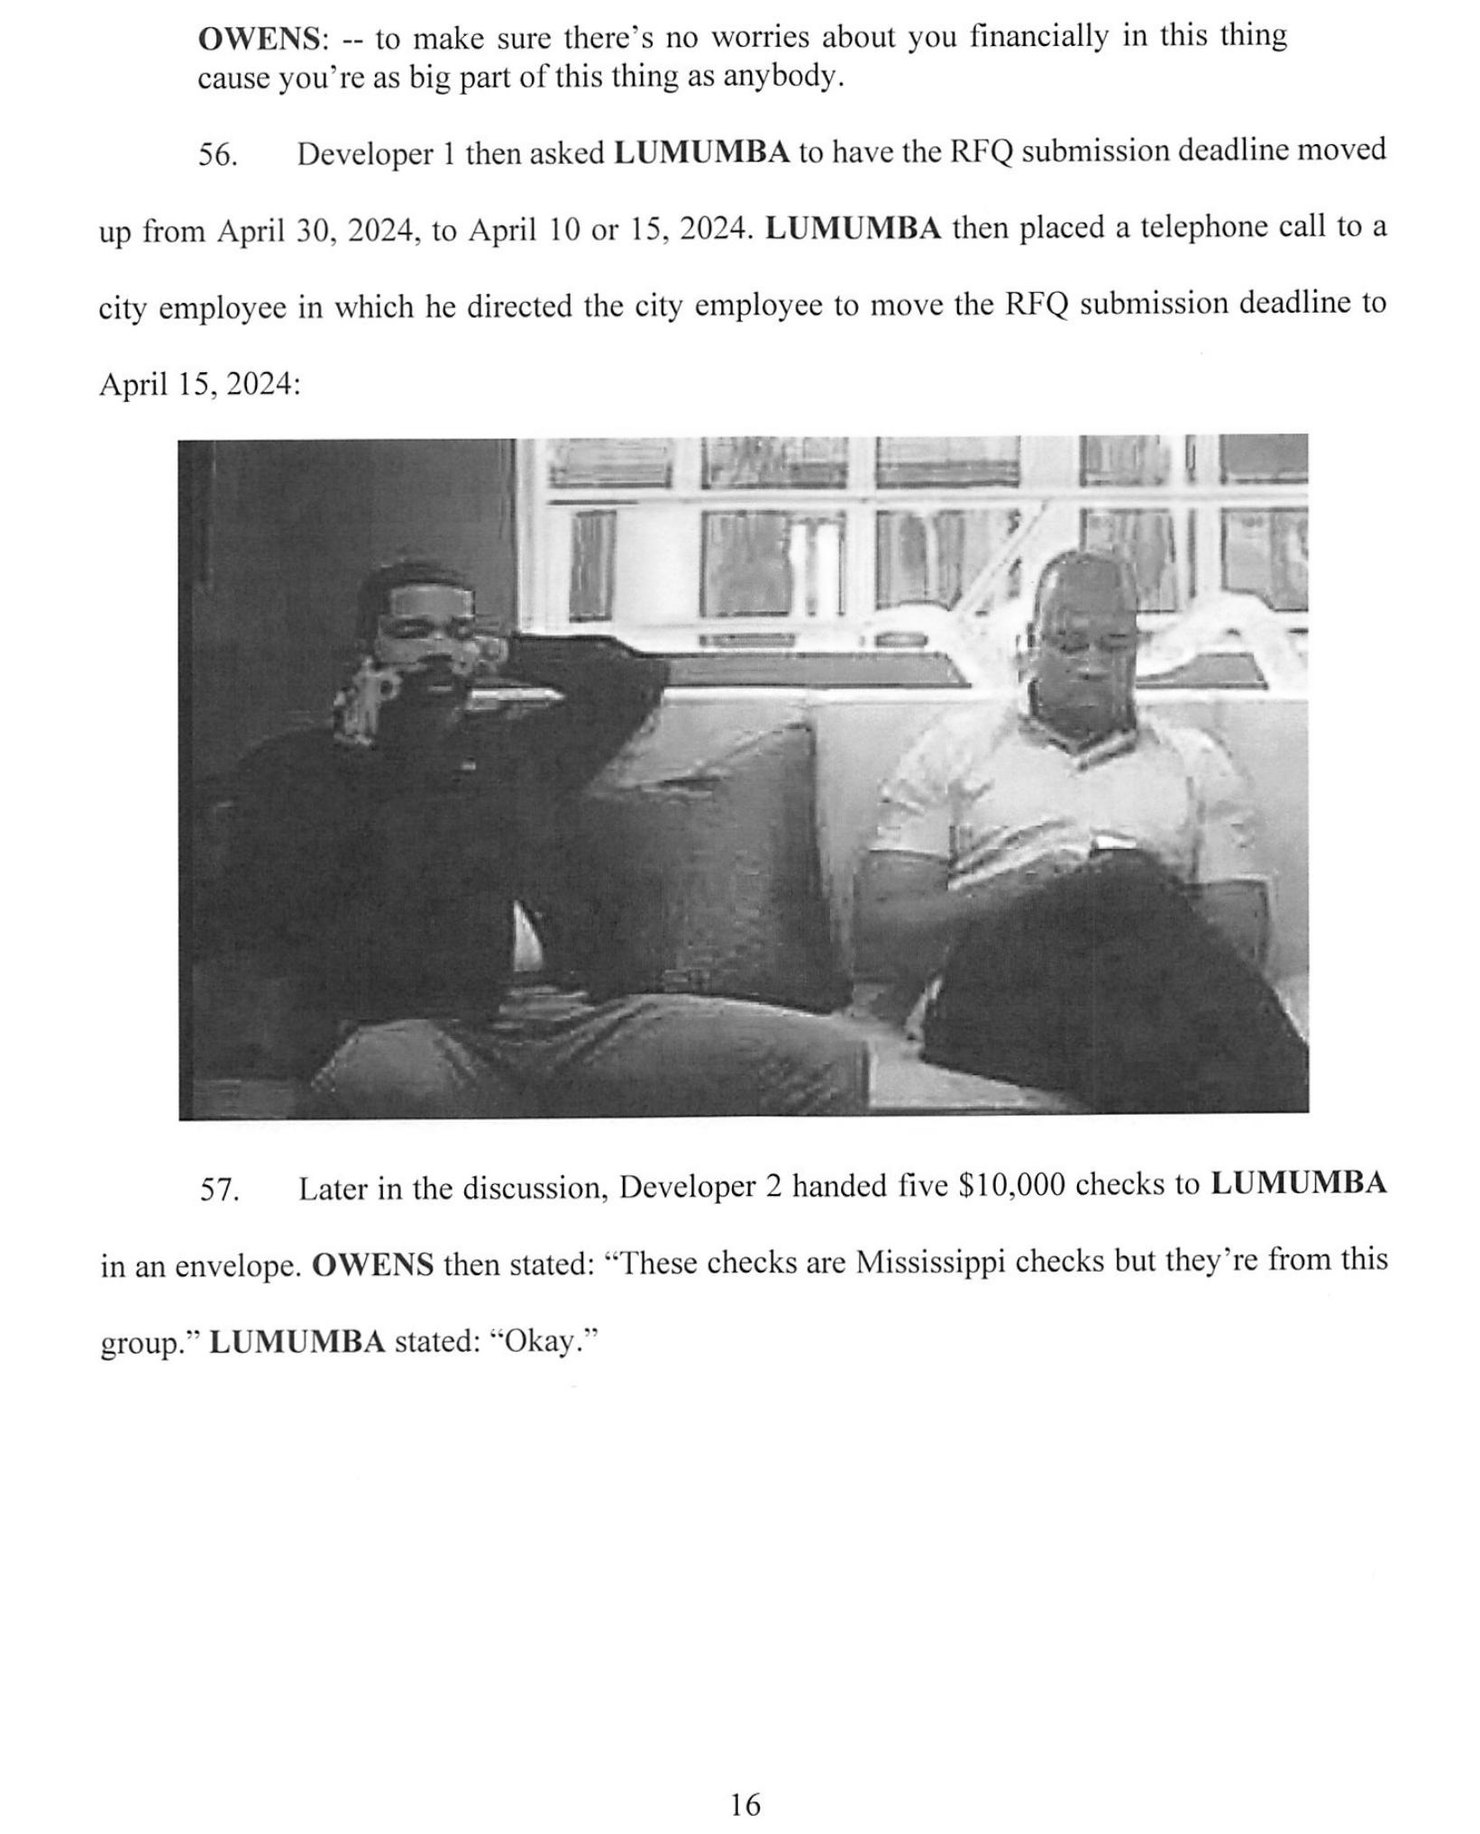 OWENS: -- to make sure there's no worries about you financially in this thing
cause you're as big part of this thing as anybody.
56. Developer 1 then asked LUMUMBA to have the RFQ submission deadline moved
up from April 30, 2024, to April 10 or 15, 2024. LUMUMBA then placed a telephone call to a
city employee in which he directed the city employee to move the RFQ submission deadline to
April 15, 2024:
57. Later in the discussion, Developer 2 handed five $10,000 checks to LUMUMBA
in an envelope. OWENS then stated: “These checks are Mississippi checks but they're from this
group.” LUMUMBA stated: “Okay.”
16